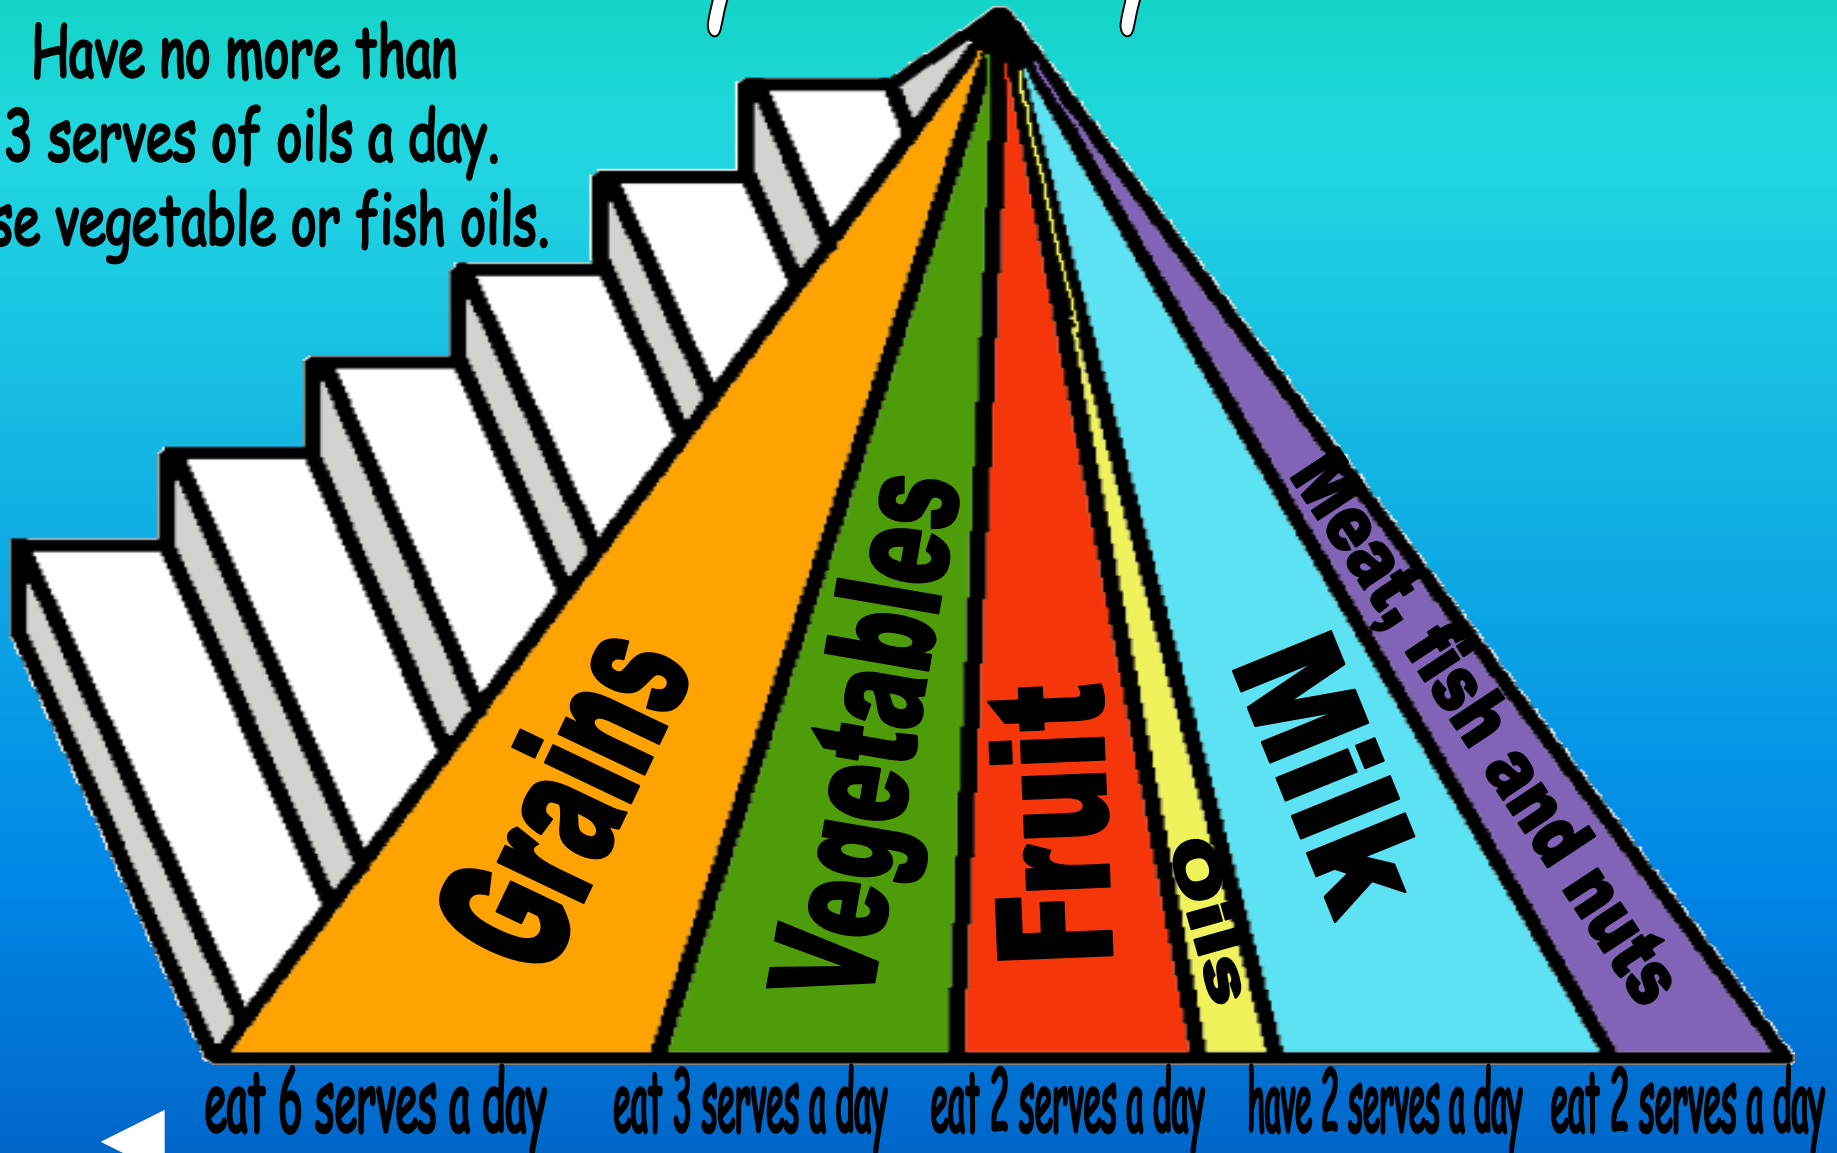 Have no more than
3 serves of oils a day.
vegetable or fish oils.
Grains
Vegetables
Fruit
Oils
Milk
Meat, fish and nuts
eat 6 serves a day
eat 3 serves a day
eat 2 serves a day
have 2 serves a day
eat 2 serves a day